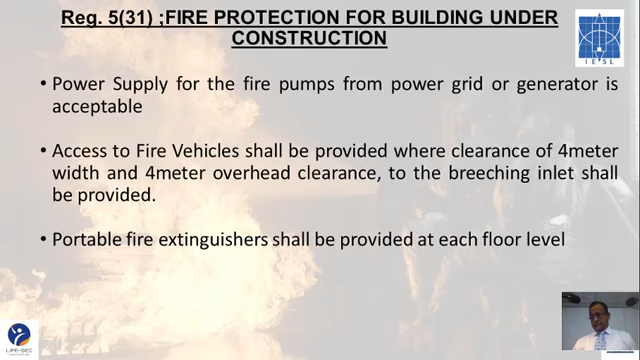 Reg. 5(31) ;FIRE PROTECTION FOR BUILDING UNDER
CONSTRUCTION
IESL
• Power Supply for the fire pumps from power grid or generator is
acceptable
• Access to Fire Vehicles shall be provided where clearance of 4meter
width and 4meter overhead clearance, to the breeching inlet shall
be provided.
• Portable fire extinguishers shall be provided at each floor level
LIFE-SEC